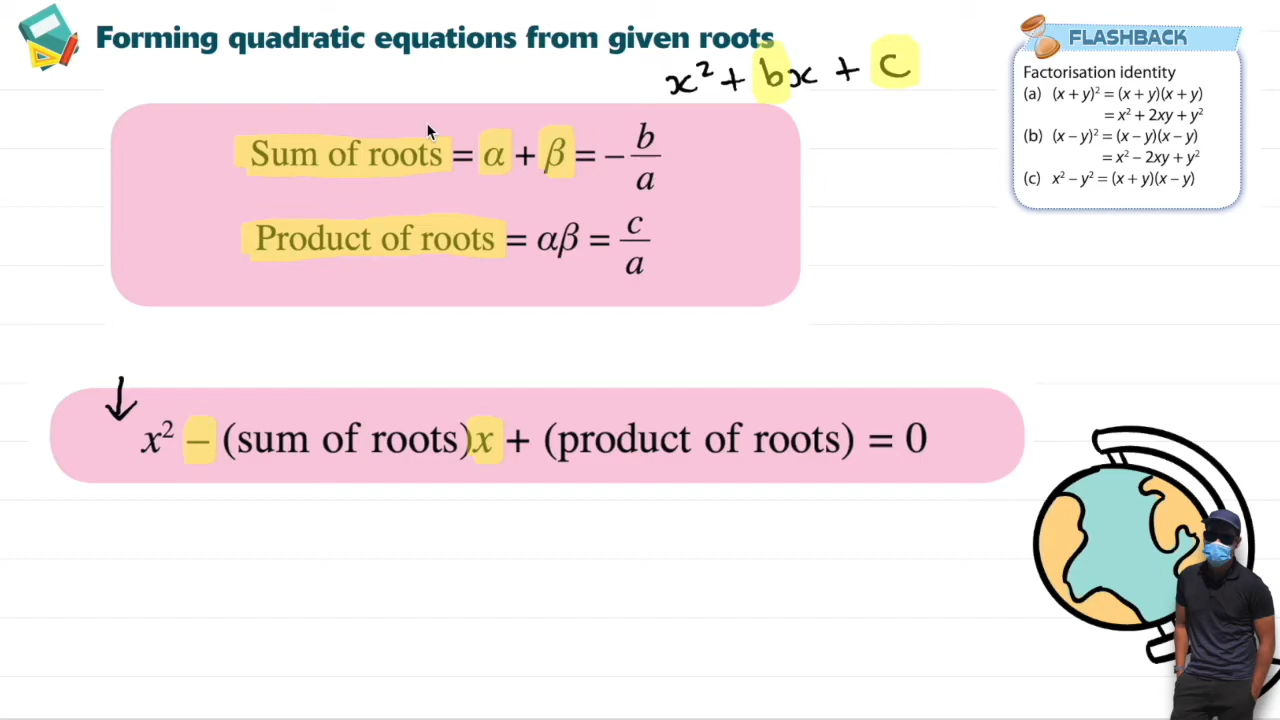 Forming quadratic equations from given roots
x² + bx + c
Sum of roots = α + β = – b/a
Product of roots = αβ = c/a
x² – (sum of roots)x + (product of roots) = 0
FLASHBACK
Factorisation identity
(a) (x + y)² = (x + y)(x + y)
= x² + 2xy + y²
(b) (x – y)² = (x – y)(x – y)
= x² – 2xy + y²
(c) x² – y² = (x + y)(x – y)